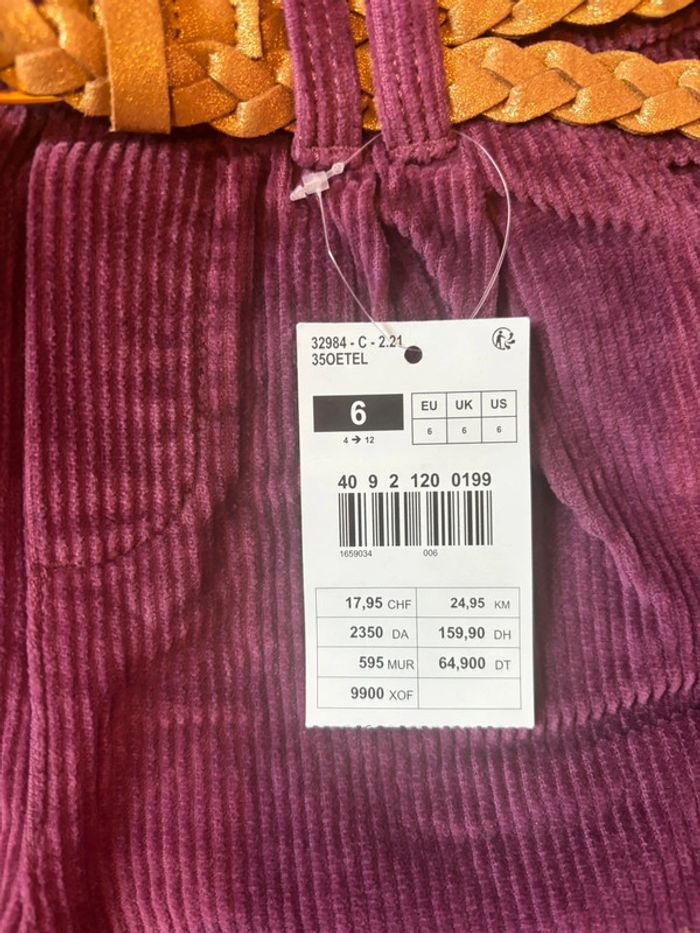 32984 - C - 2.21
35OETEL
6
4 ➔ 12
EU UK US
6 6 6
40 9 2 120 0199
1659034 006
17,95 CHF 24,95 KM
2350 DA 159,90 DH
595 MUR 64,900 DT
9900 XOF